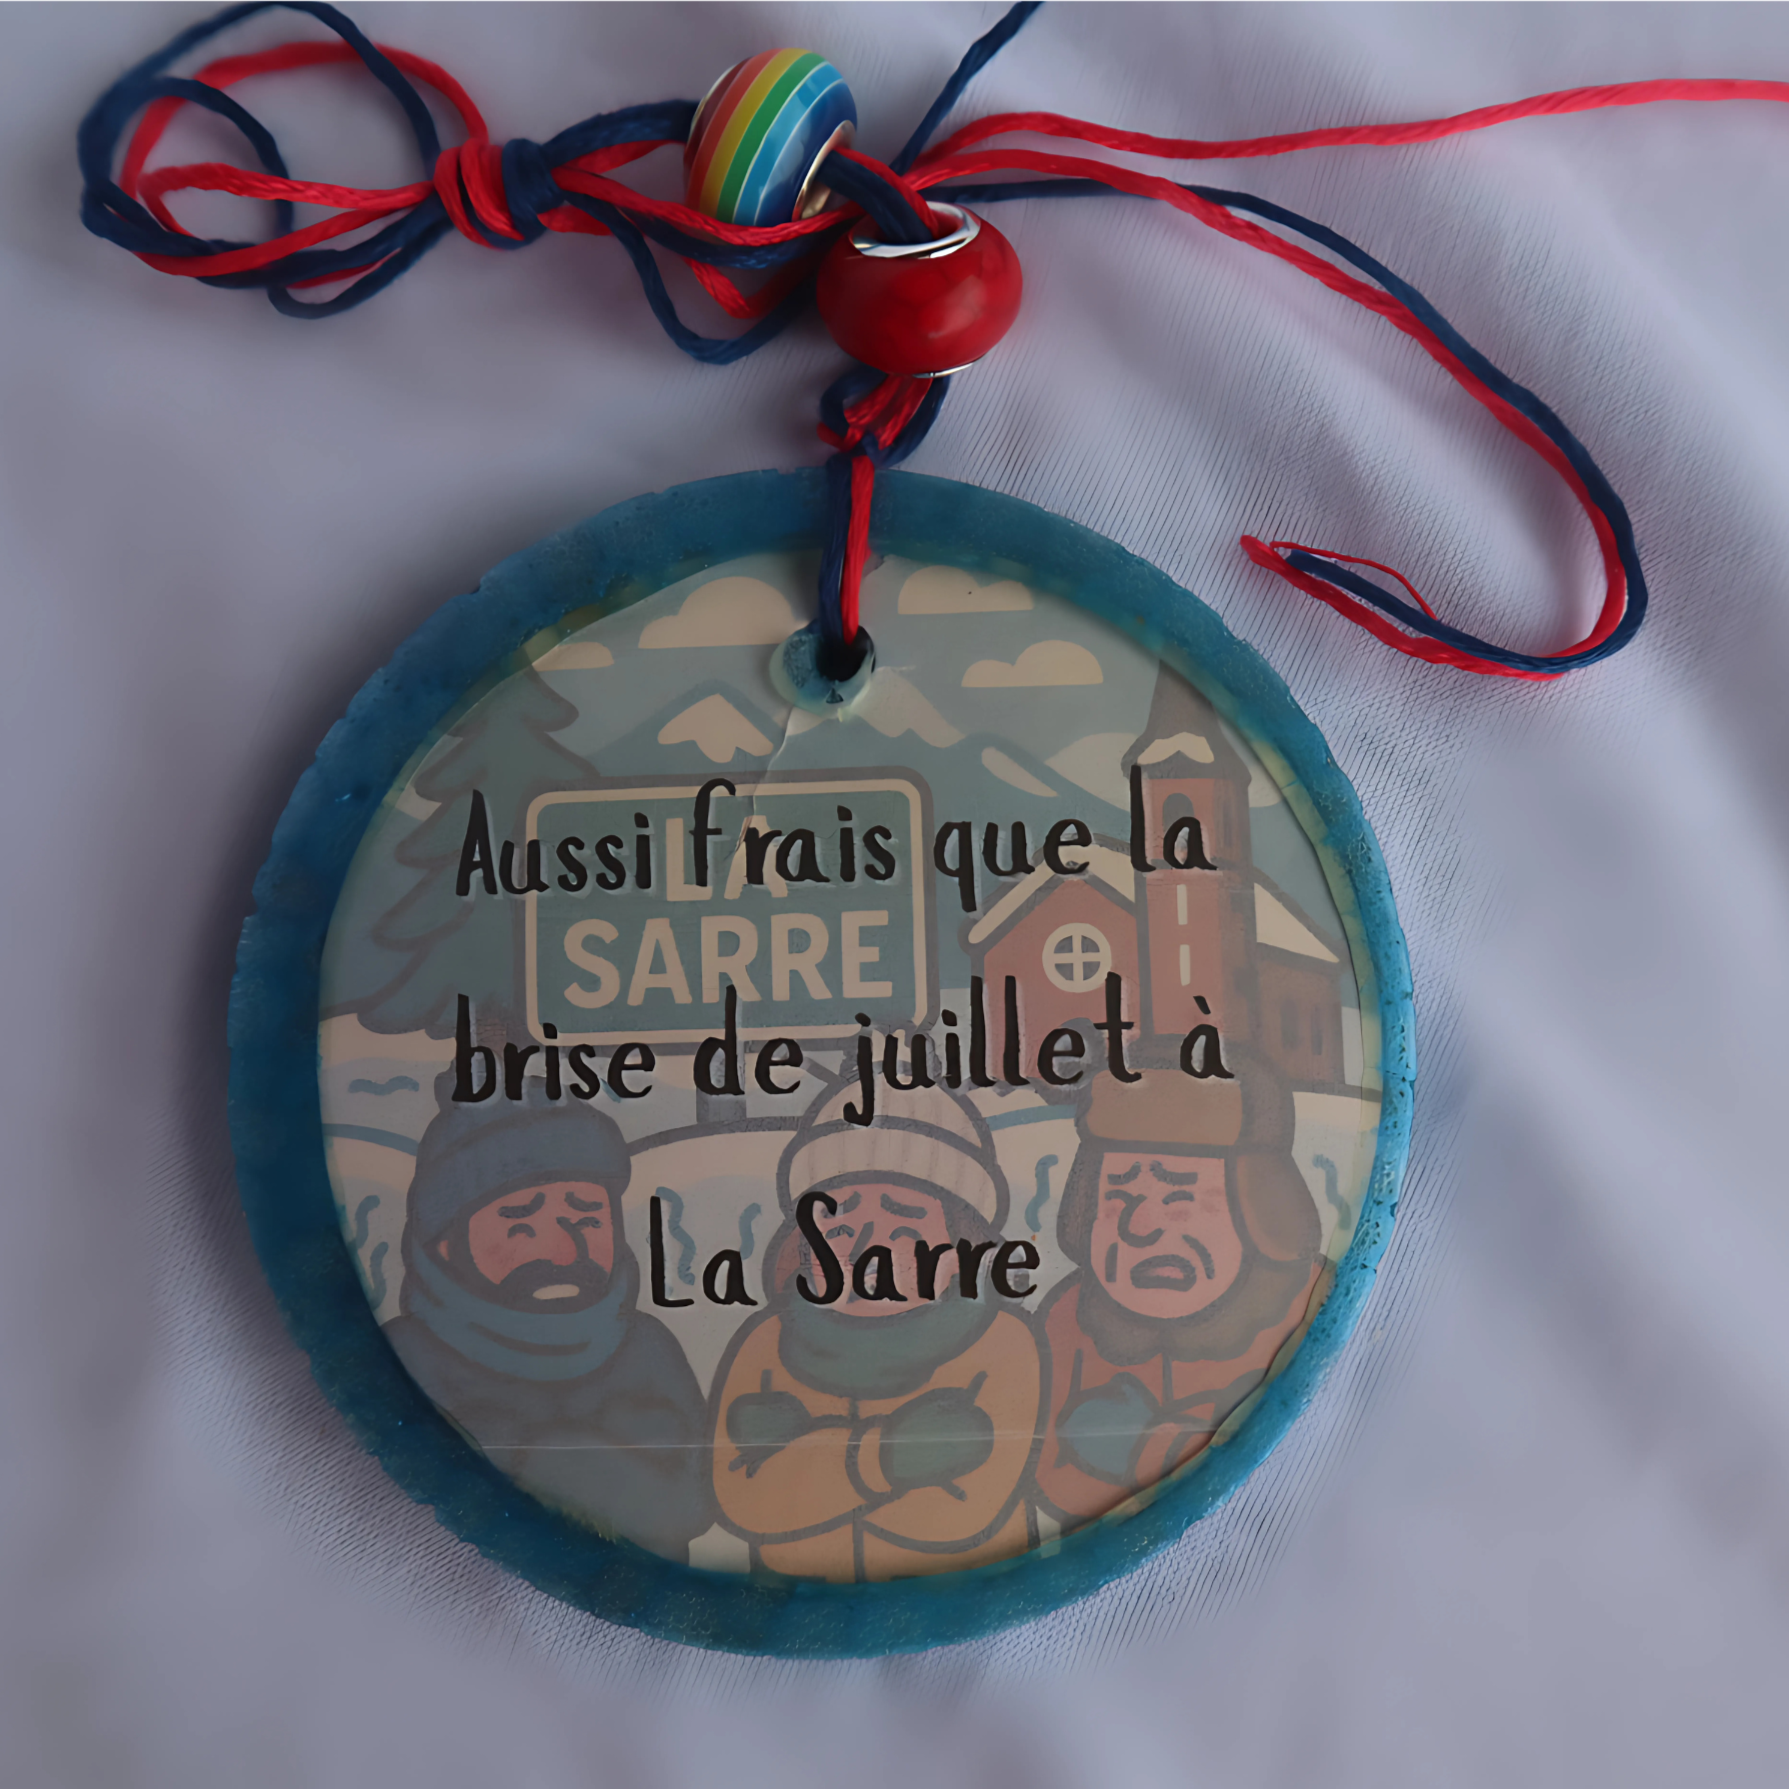 Aussi frais que la
brise de juillet à
La Sarre
LA
SARRE